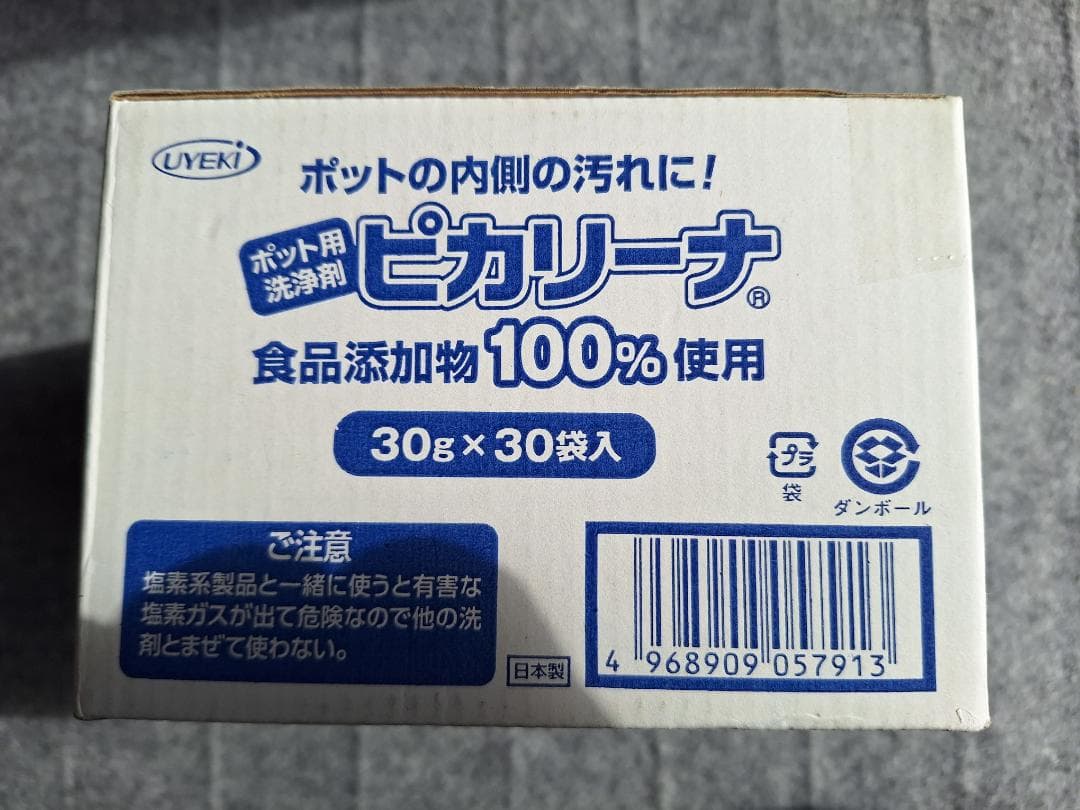 UYEKI
ポットの内側の汚れに!
ポット用
洗浄剤
ピカリーナ®
食品添加物100%使用
30g×30袋入
プラ
袋
ダンボール
ご注意
塩素系製品と一緒に使うと有害な
塩素ガスが出て危険なので他の洗
剤とまぜて使わない。
日本製
4 968909 057913